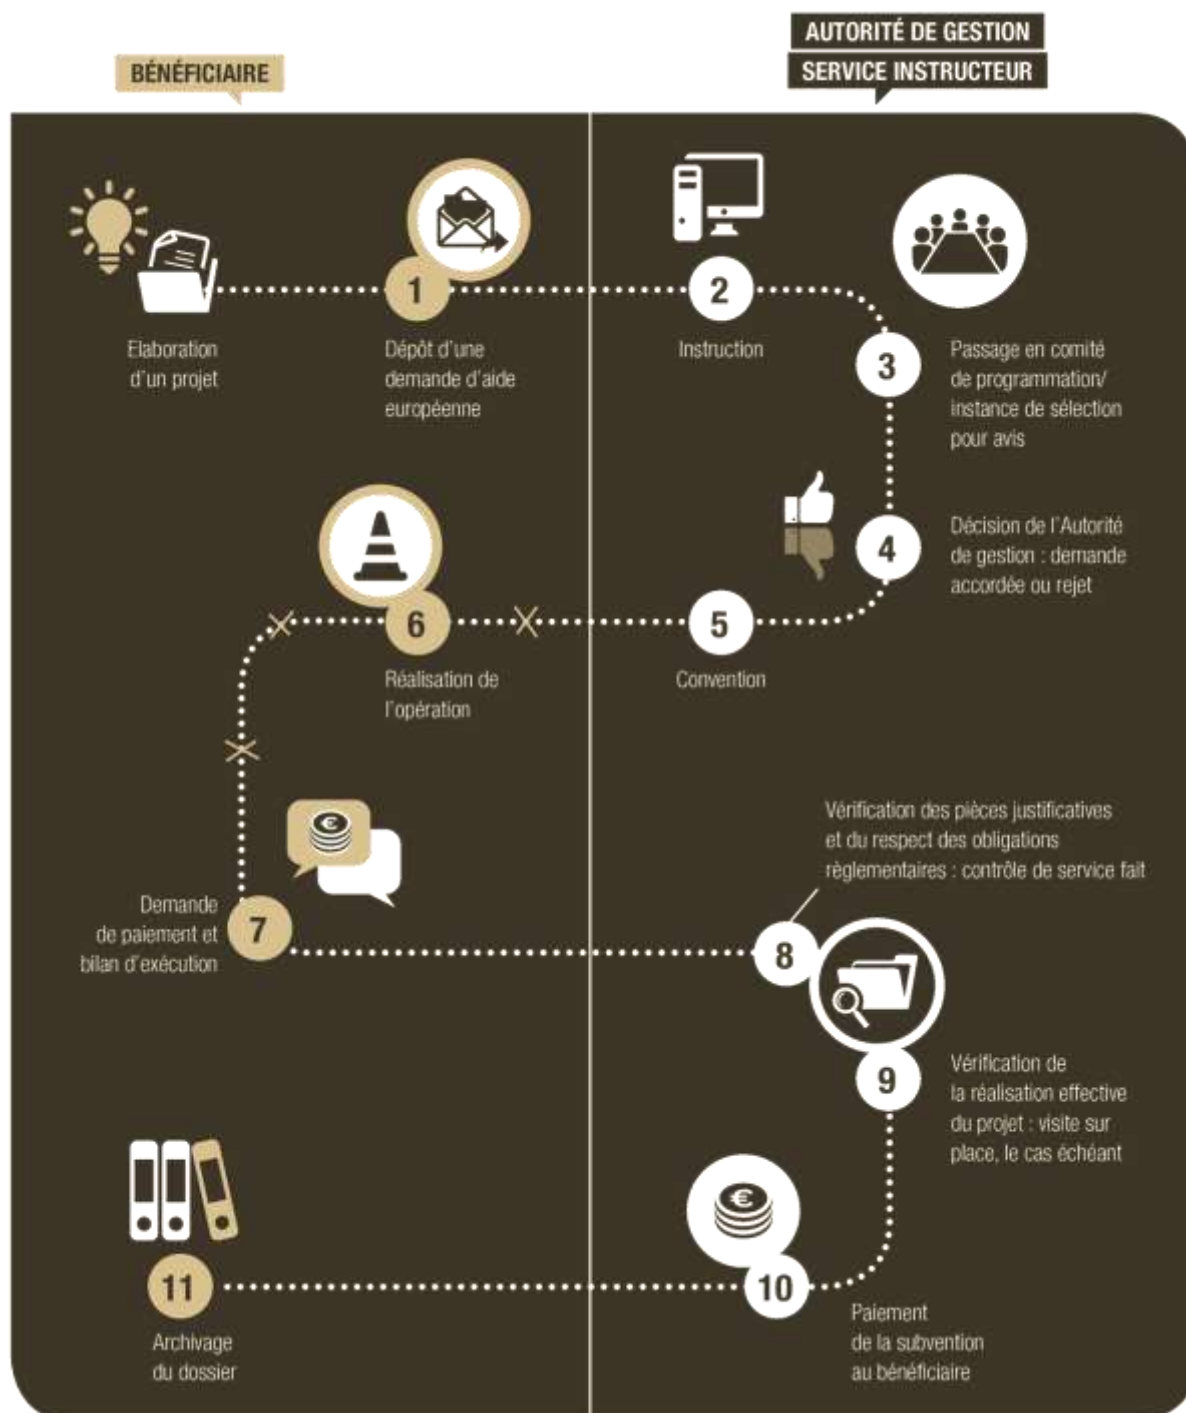 BÉNÉFICIAIRE
AUTORITÉ DE GESTION
SERVICE INSTRUCTEUR
Elaboration
d'un projet
1
Dépôt d'une
demande d'aide
européenne
2
Instruction
3
Passage en comité
de programmation/
instance de sélection
pour avis
4
Décision de l'Autorité
de gestion : demande
accordée ou rejet
5
Convention
6
Réalisation de
l'opération
7
Demande
de paiement et
bilan d'exécution
€
8
Vérification des pièces justificatives
et du respect des obligations
règlementaires : contrôle de service fait
9
Vérification de
la réalisation effective
du projet : visite sur
place, le cas échéant
€
10
Paiement
de la subvention
au bénéficiaire
11
Archivage
du dossier